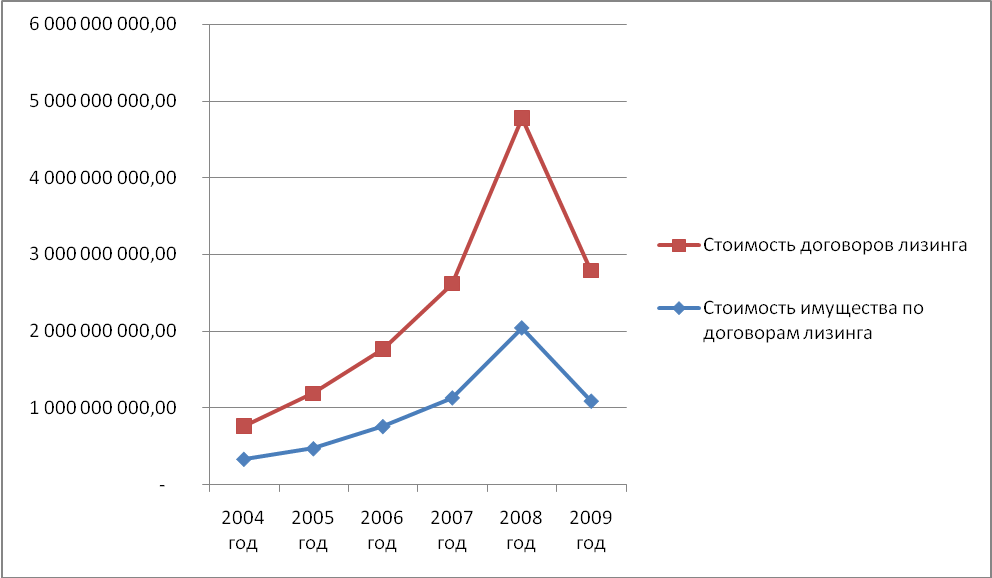 6 000 000 000,00
5 000 000 000,00
4 000 000 000,00
3 000 000 000,00
2 000 000 000,00
1 000 000 000,00
-
2004 год
2005 год
2006 год
2007 год
2008 год
2009 год
Стоимость договоров лизинга
Стоимость имущества по
договорам лизинга